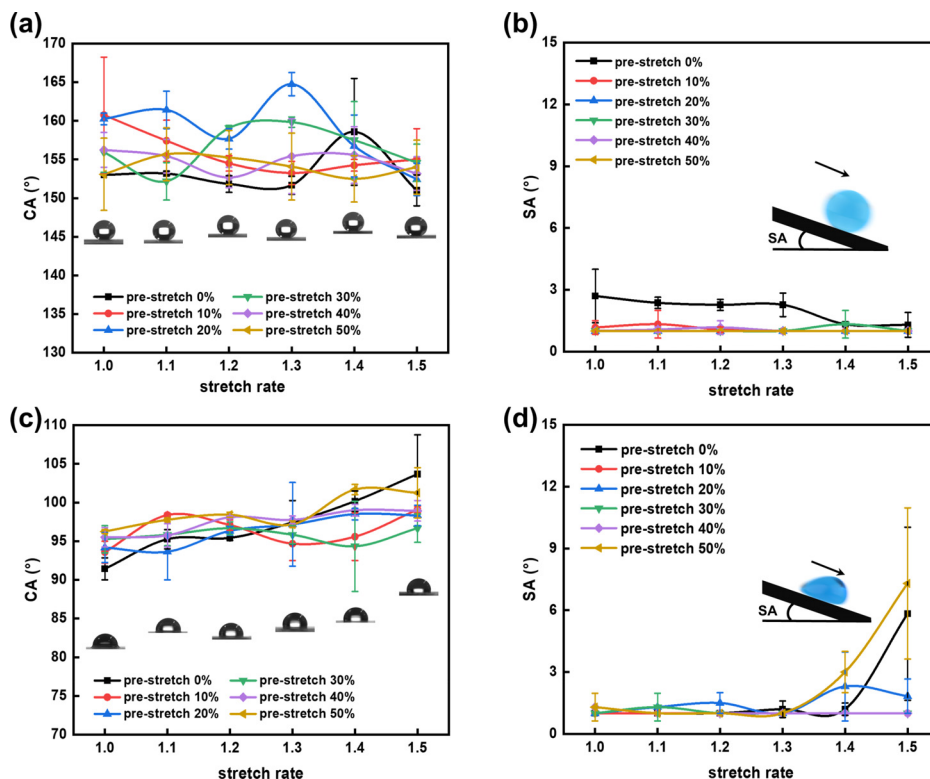 (a)
CA (°)
165
160
155
150
145
140
135
130
pre-stretch 0%
pre-stretch 30%
pre-stretch 10%
pre-stretch 40%
pre-stretch 20%
pre-stretch 50%
1.0 1.1 1.2 1.3 1.4 1.5
stretch rate
(b)
SA (°)
15
12
9
6
3
0
pre-stretch 0%
pre-stretch 10%
pre-stretch 20%
pre-stretch 30%
pre-stretch 40%
pre-stretch 50%
SA
1.0 1.1 1.2 1.3 1.4 1.5
stretch rate
(c)
CA (°)
110
105
100
95
90
85
80
75
70
pre-stretch 0%
pre-stretch 30%
pre-stretch 10%
pre-stretch 40%
pre-stretch 20%
pre-stretch 50%
1.0 1.1 1.2 1.3 1.4 1.5
stretch rate
(d)
SA (°)
15
12
9
6
3
0
pre-stretch 0%
pre-stretch 10%
pre-stretch 20%
pre-stretch 30%
pre-stretch 40%
pre-stretch 50%
SA
1.0 1.1 1.2 1.3 1.4 1.5
stretch rate